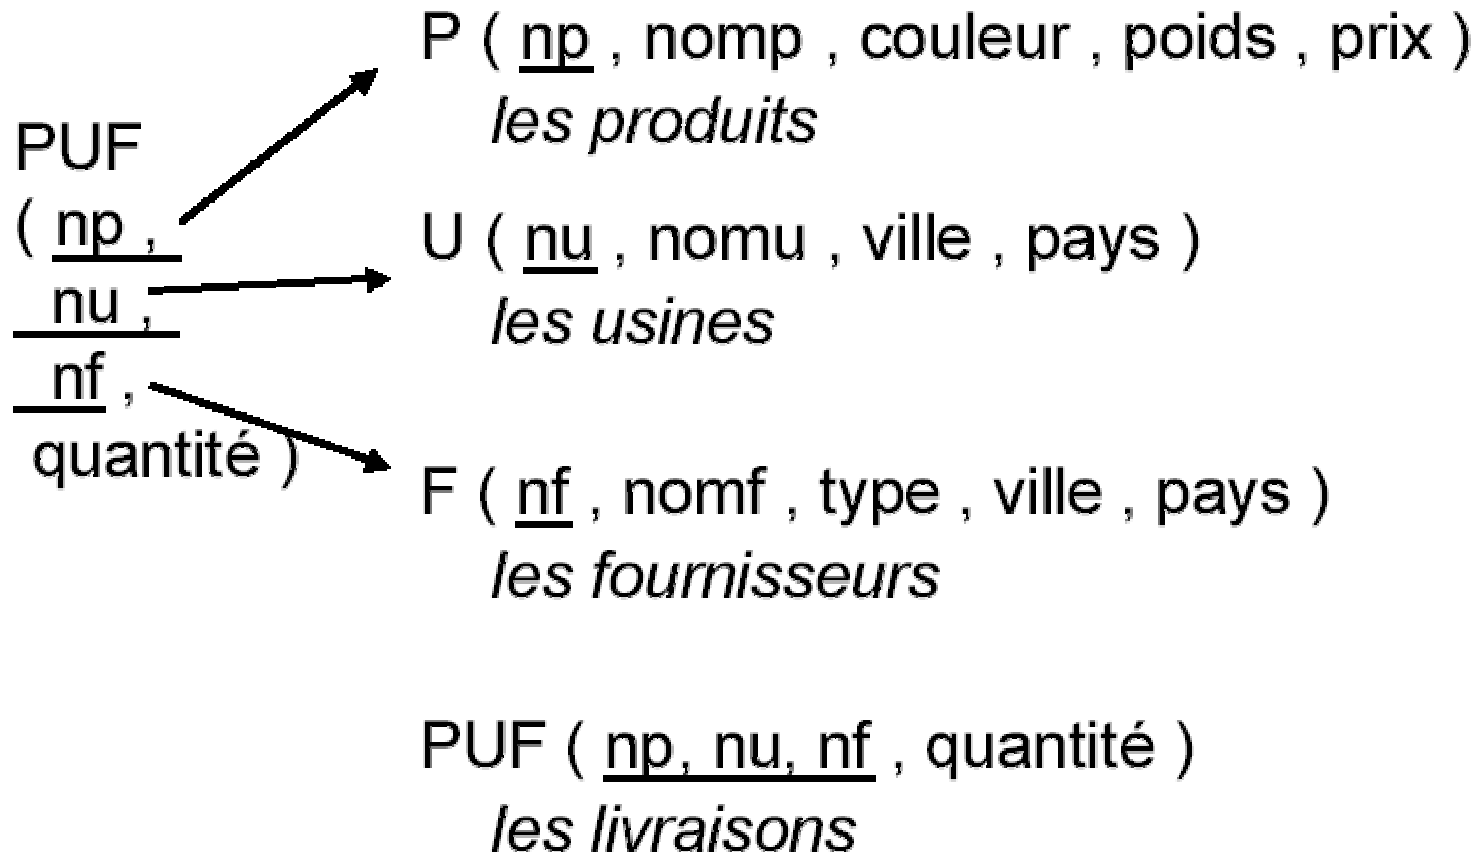 PUF
( np ,
nu ,
nf ,
quantité )
P ( np , nomp , couleur , poids , prix )
les produits
U ( nu , nomu , ville , pays )
les usines
F ( nf , nomf , type , ville , pays )
les fournisseurs
PUF ( np, nu, nf , quantité )
les livraisons